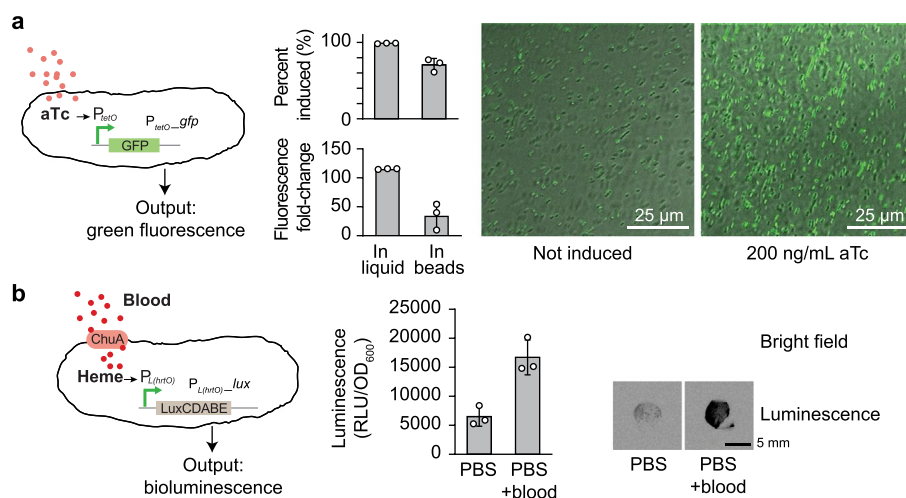 a
aTc
PtetO
PtetO_gfp
GFP
Output:
green fluorescence
Percent
induced (%)
100
0
Fluorescence
fold-change
150
100
50
0
In
liquid
In
beads
25 µm
Not induced
25 µm
200 ng/mL aTc
b
Blood
ChuA
Heme
PL(hrtO)
PL(hrtO)_lux
LuxCDABE
Output:
bioluminescence
Luminescence
(RLU/OD600)
25000
20000
15000
10000
5000
0
PBS
PBS
+blood
Bright field
Luminescence
5 mm
PBS
PBS
+blood